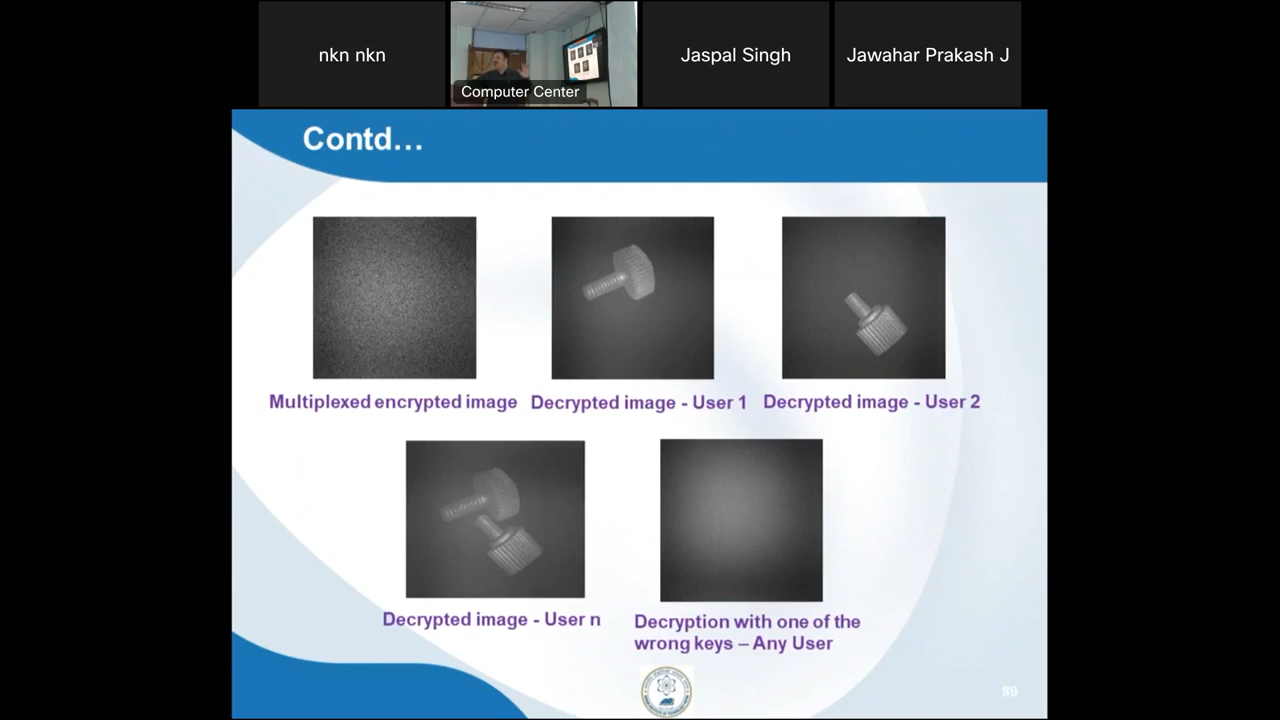 nkn nkn
Computer Center
Jaspal Singh
Jawahar Prakash J
Contd...
Multiplexed encrypted image
Decrypted image - User 1
Decrypted image - User 2
Decrypted image - User n
Decryption with one of the
wrong keys – Any User
80